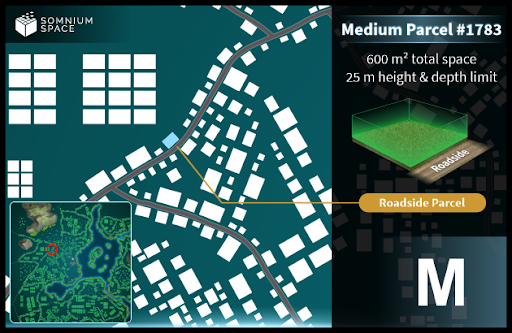 SOMNIUM
SPACE
Medium Parcel #1783
600 m² total space
25 m height & depth limit
Roadside
Roadside Parcel
M